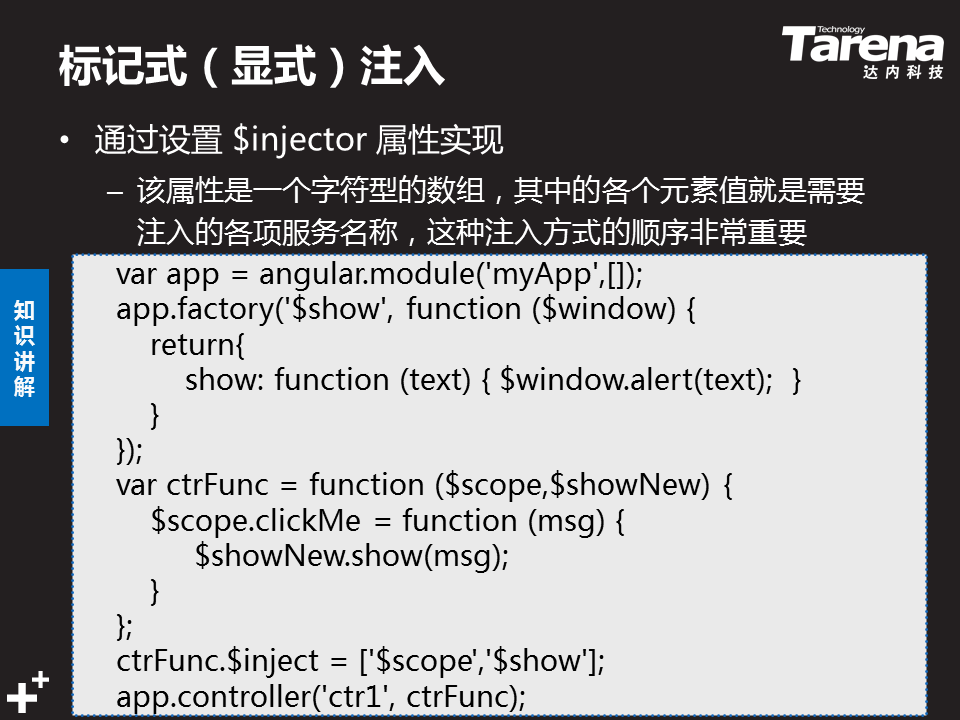 标记式（显式）注入
Technology
Tarena
达内科技
• 通过设置 $injector 属性实现
– 该属性是一个字符型的数组，其中的各个元素值就是需要
注入的各项服务名称，这种注入方式的顺序非常重要
知识讲解
var app = angular.module('myApp',[]);
app.factory('$show', function ($window) {
return{
show: function (text) { $window.alert(text);  }
}
});
var ctrFunc = function ($scope,$showNew) {
$scope.clickMe = function (msg) {
$showNew.show(msg);
}
};
ctrFunc.$inject = ['$scope','$show'];
app.controller('ctr1', ctrFunc);